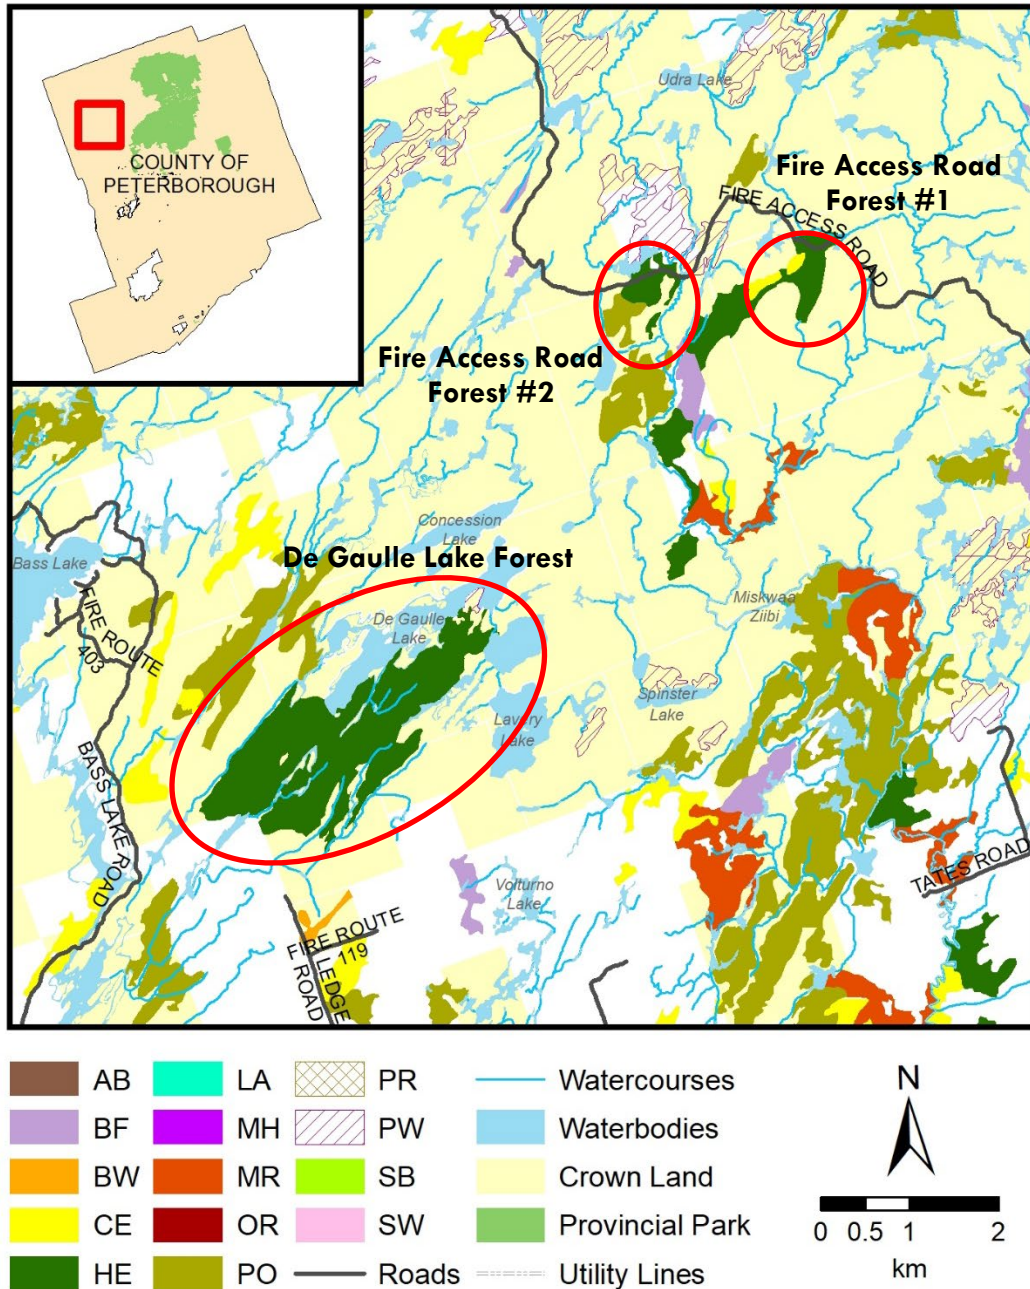 COUNTY OF
PETERBOROUGH
Udra Lake
Fire Access Road
Forest #1
FIRE ACCESS ROAD
Fire Access Road
Forest #2
Concession
Lake
De Gaulle Lake Forest
Bass Lake
De Gaulle
Lake
Miskwaa
Ziibi
FIRE ROUTE
403
Spinster
Lake
Lavery
Lake
BASS LAKE ROAD
TATES ROAD
Volturno
Lake
FIRE ROUTE
119
LEDGE
ROAD
AB LA PR Watercourses N
BF MH PW Waterbodies
BW MR SB Crown Land
CE OR SW Provincial Park 0 0.5 1 2
HE PO Roads Utility Lines km